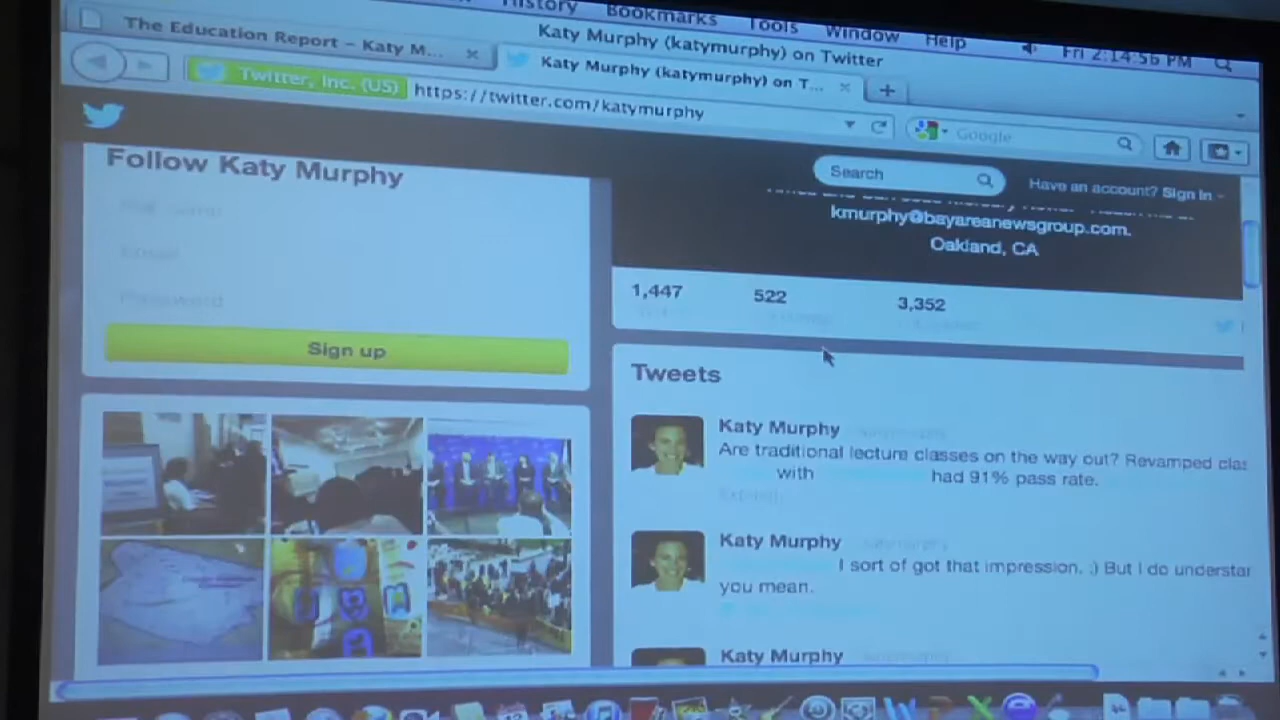 History Bookmarks Tools Window Help Fri 2:14:56 PM
Katy Murphy (katymurphy) on Twitter
The Education Report – Katy M...
Katy Murphy (katymurphy) on T...
Twitter, Inc. (US) https://twitter.com/katymurphy
Google
Search
Have an account? Sign in
Follow Katy Murphy
Email
Password
Sign up
kmurphy@bayareanewsgroup.com.
Oakland, CA
1,447 522 3,352
Tweets
Katy Murphy
Are traditional lecture classes on the way out? Revamped clas
with had 91% pass rate.
Expand
Katy Murphy
I sort of got that impression. :) But I do understan
you mean.
Katy Murphy